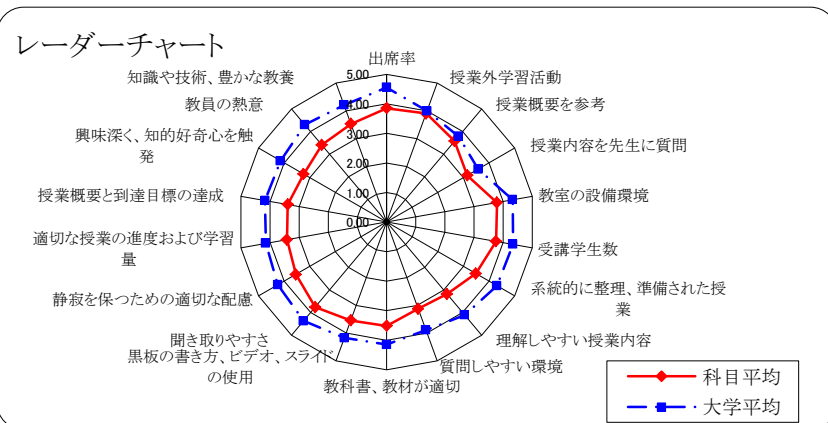 レーダーチャート
出席率
授業外学習活動
授業概要を参考
授業内容を先生に質問
教室の設備環境
受講学生数
系統的に整理、準備された授
業
理解しやすい授業内容
質問しやすい環境
教科書、教材が適切
黒板の書き方、ビデオ、スライド
の使用
聞き取りやすさ
静寂を保つための適切な配慮
適切な授業の進度および学習
量
授業概要と到達目標の達成
興味深く、知的好奇心を触
発
教員の熱意
知識や技術、豊かな教養
5.00
4.00
3.00
2.00
1.00
0.00
科目平均
大学平均